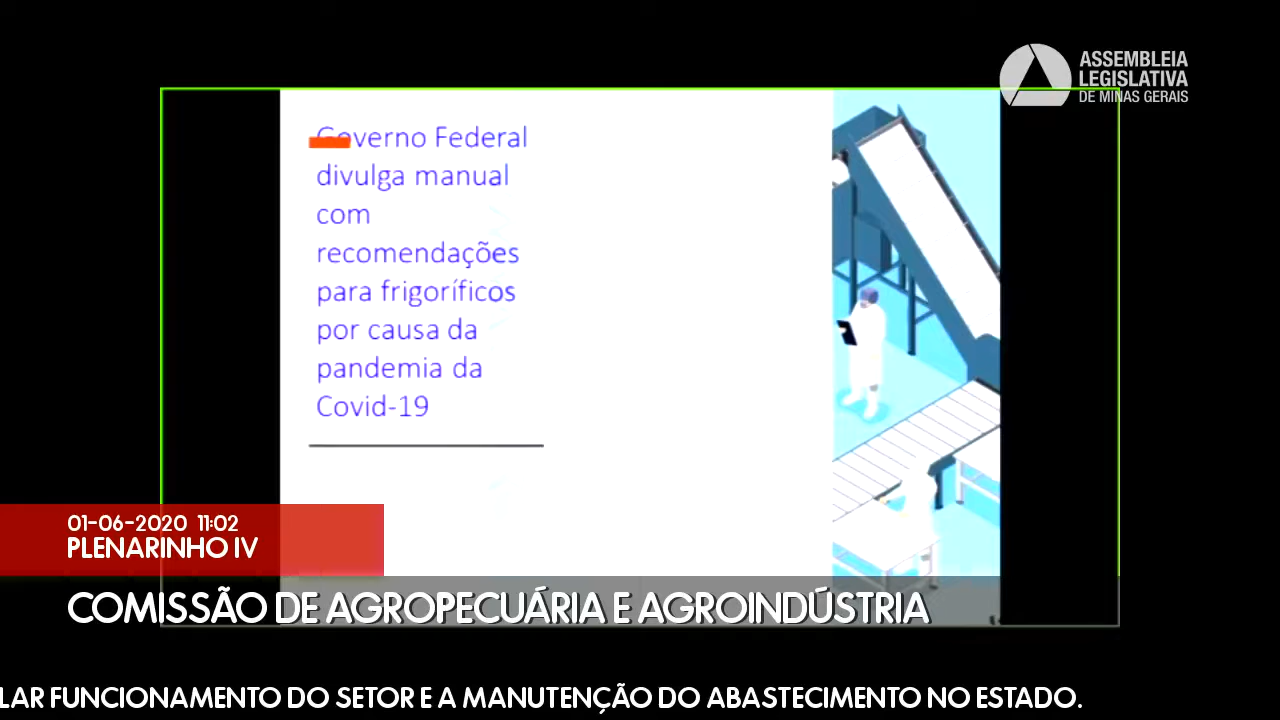 ASSEMBLEIA
LEGISLATIVA
DE MINAS GERAIS
Governo Federal
divulga manual
com
recomendações
para frigoríficos
por causa da
pandemia da
Covid-19
01-06-2020 11:02
PLENARINHO IV
COMISSÃO DE AGROPECUÁRIA E AGROINDÚSTRIA
LAR FUNCIONAMENTO DO SETOR E A MANUTENÇÃO DO ABASTECIMENTO NO ESTADO.